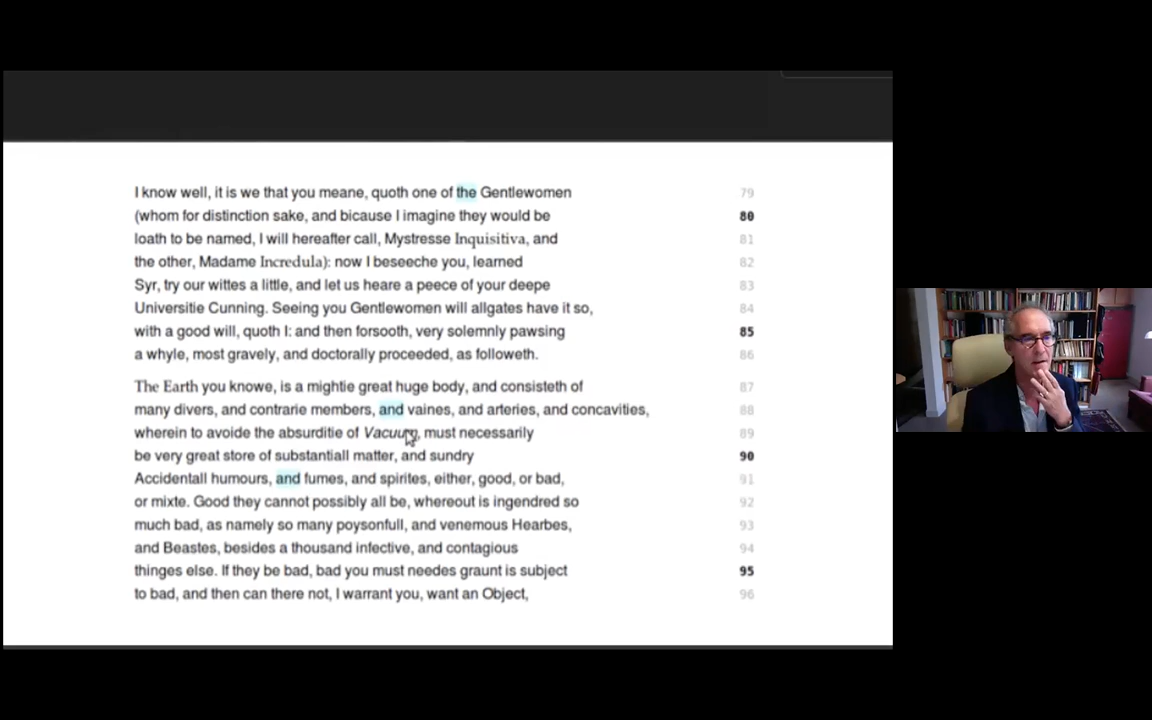 I know well, it is we that you meane, quoth one of the Gentlewomen 79
(whom for distinction sake, and bicause I imagine they would be 80
loath to be named, I will hereafter call, Mystresse Inquisitiva, and 81
the other, Madame Incredula): now I beseeche you, learned 82
Syr, try our wittes a little, and let us heare a peece of your deepe 83
Universitie Cunning. Seeing you Gentlewomen will allgates have it so, 84
with a good will, quoth I: and then forsooth, very solemnly pawsing 85
a whyle, most gravely, and doctorally proceeded, as followeth. 86
The Earth you knowe, is a mightie great huge body, and consisteth of 87
many divers, and contrarie members, and vaines, and arteries, and concavities, 88
wherein to avoide the absurditie of Vacuum, must necessarily 89
be very great store of substantiall matter, and sundry 90
Accidentall humours, and fumes, and spirites, either, good, or bad, 91
or mixte. Good they cannot possibly all be, whereout is ingendred so 92
much bad, as namely so many poysonfull, and venemous Hearbes, 93
and Beastes, besides a thousand infective, and contagious 94
thinges else. If they be bad, bad you must needes graunt is subject 95
to bad, and then can there not, I warrant you, want an Object, 96